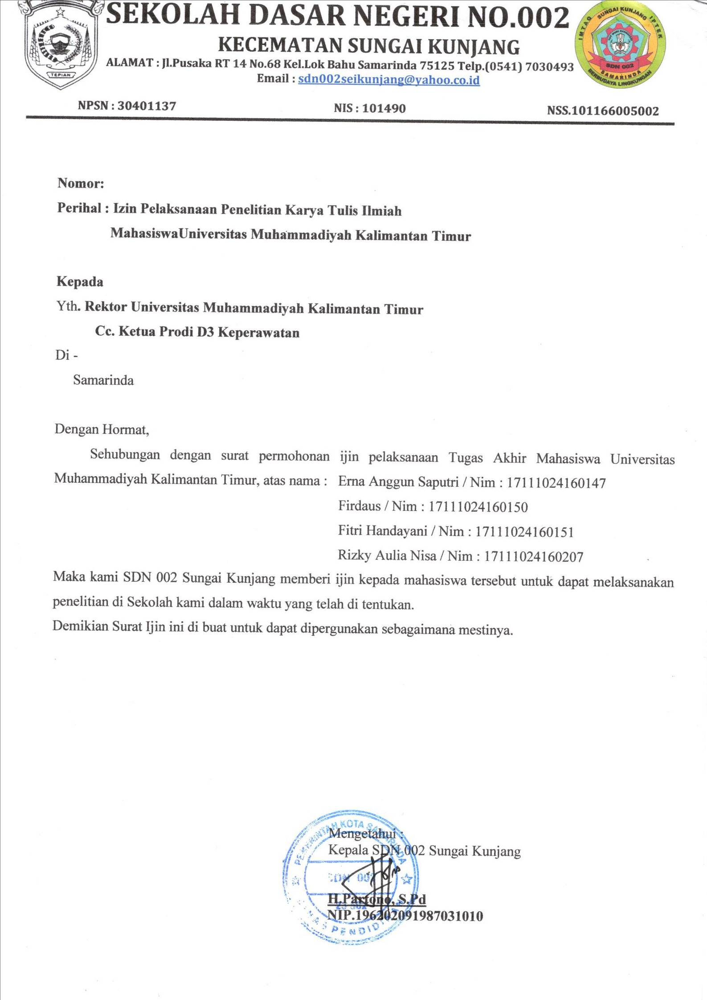 SEKOLAH DASAR NEGERI NO.002
KECEMATAN SUNGAI KUNJANG
ALAMAT : Jl.Pusaka RT 14 No.68 Kel.Lok Bahu Samarinda 75125 Telp.(0541) 7030493
Email : sdn002seikunjang@yahoo.co.id
TEPIAN
IMTAQ SUNGAI KUNJANG IPTEK
TUT WURI HANDAYANI
SDN 002
SAMARINDA
BERBUDAYA LINGKUNGAN
NPSN : 30401137 NIS : 101490 NSS.101166005002
Nomor:
Perihal : Izin Pelaksanaan Penelitian Karya Tulis Ilmiah
MahasiswaUniversitas Muhammadiyah Kalimantan Timur
Kepada
Yth. Rektor Universitas Muhammadiyah Kalimantan Timur
Cc. Ketua Prodi D3 Keperawatan
Di -
Samarinda
Dengan Hormat,
Sehubungan dengan surat permohonan ijin pelaksanaan Tugas Akhir Mahasiswa Universitas
Muhammadiyah Kalimantan Timur, atas nama : Erna Anggun Saputri / Nim : 17111024160147
Firdaus / Nim : 17111024160150
Fitri Handayani / Nim : 17111024160151
Rizky Aulia Nisa / Nim : 17111024160207
Maka kami SDN 002 Sungai Kunjang memberi ijin kepada mahasiswa tersebut untuk dapat melaksanakan
penelitian di Sekolah kami dalam waktu yang telah di tentukan.
Demikian Surat Ijin ini di buat untuk dapat dipergunakan sebagaimana mestinya.
Mengetahui :
Kepala SDN 002 Sungai Kunjang
H.Partono, S.Pd
NIP.196202091987031010
PEMERINTAH KOTA SAMARINDA
SDN 002
DINAS PENDIDIKAN